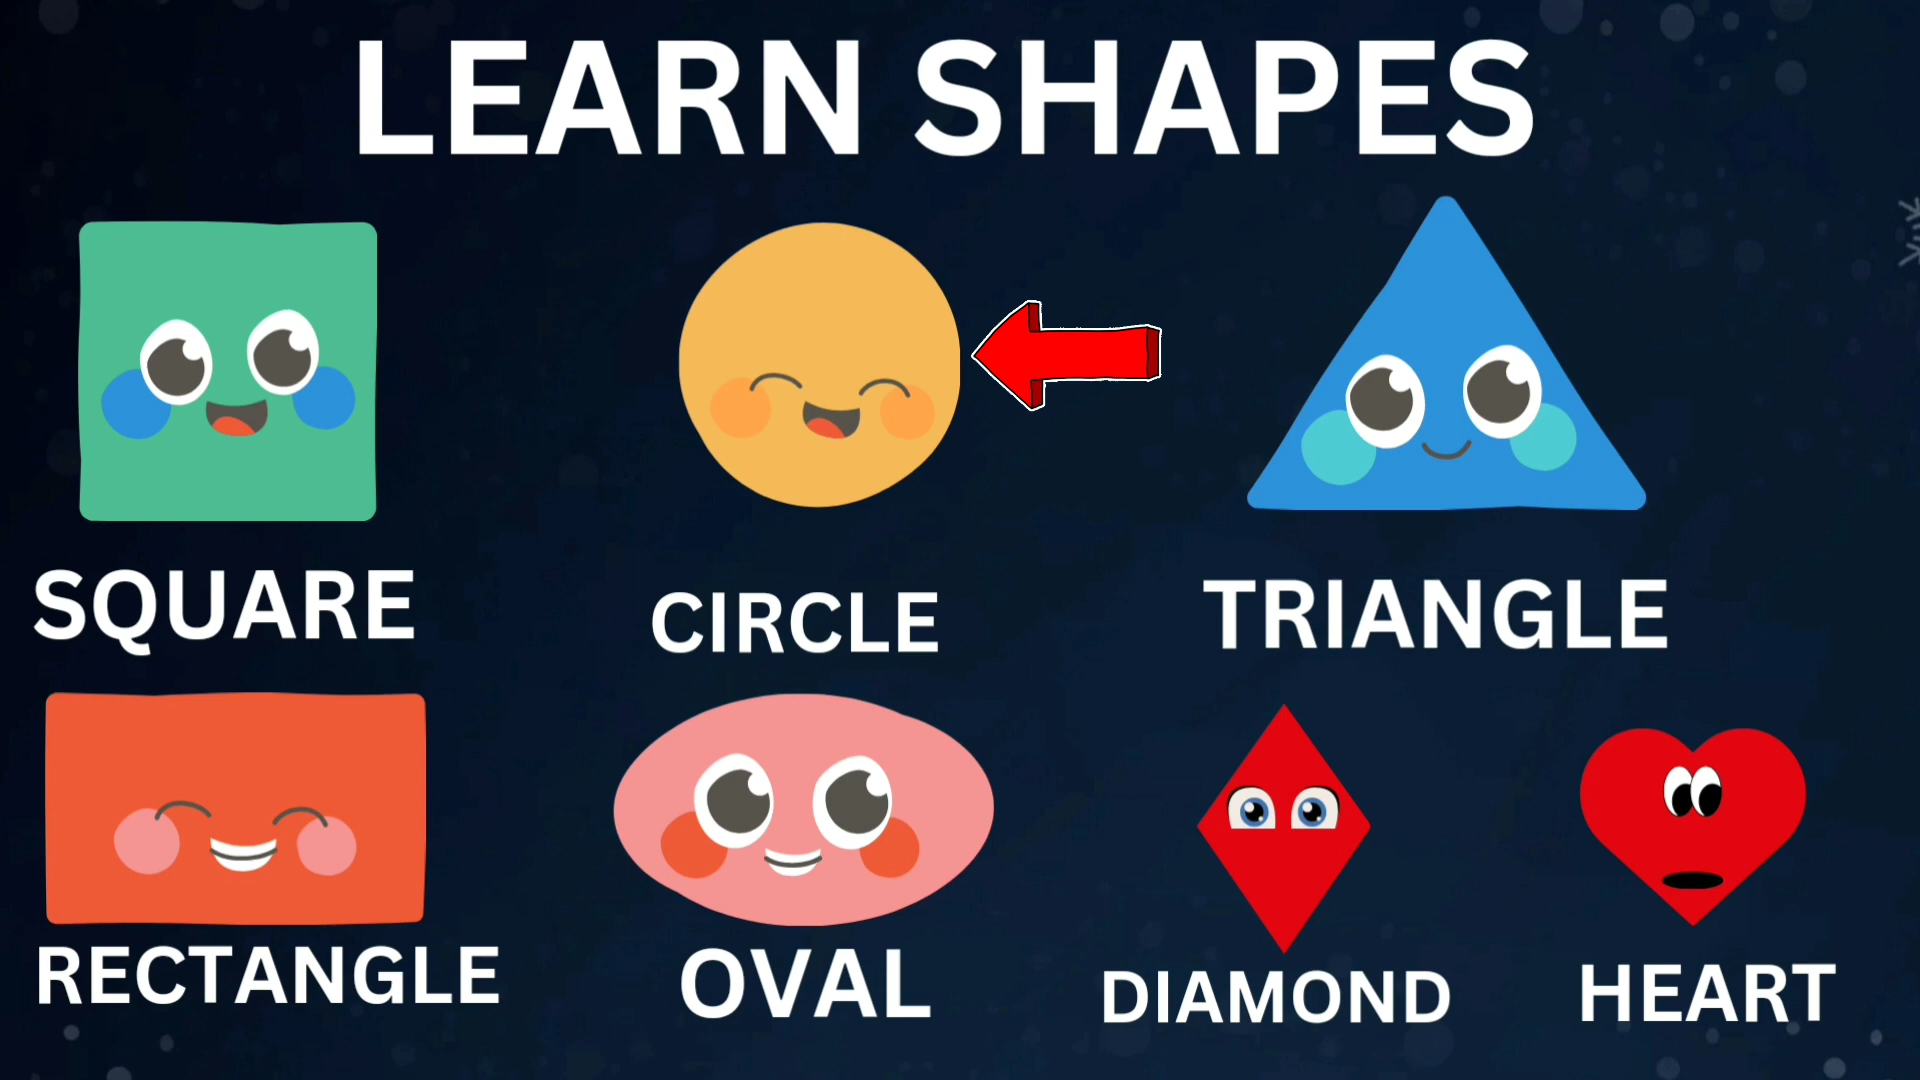 LEARN SHAPES
SQUARE
CIRCLE
TRIANGLE
RECTANGLE
OVAL
DIAMOND
HEART